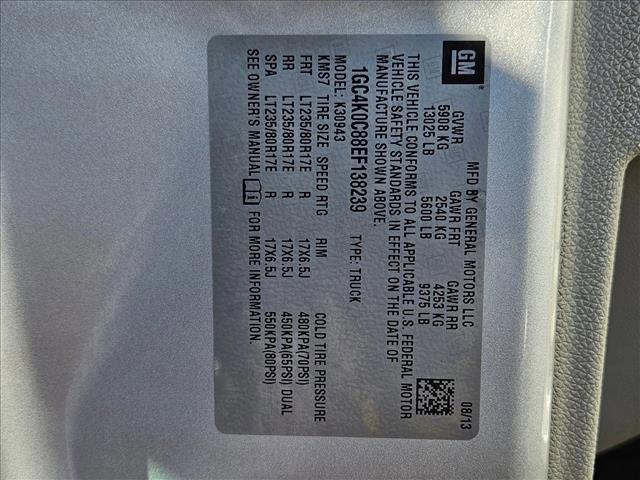 GM
MFD BY GENERAL MOTORS LLC 08/13
GVWR GAWR FRT GAWR RR
5908 KG 2540 KG 4253 KG
13025 LB 5600 LB 9375 LB
THIS VEHICLE CONFORMS TO ALL APPLICABLE U.S. FEDERAL MOTOR
VEHICLE SAFETY STANDARDS IN EFFECT ON THE DATE OF
MANUFACTURE SHOWN ABOVE.
1GC4K0C88EF138239 TYPE: TRUCK
MODEL: K30943
KMS7 TIRE SIZE SPEED RTG RIM COLD TIRE PRESSURE
FRT LT235/80R17E R 17X6.5J 480KPA(70PSI)
RR LT235/80R17E R 17X6.5J 450KPA(65PSI) DUAL
SPA LT235/80R17E R 17X6.5J 550KPA(80PSI)
SEE OWNER'S MANUAL FOR MORE INFORMATION.